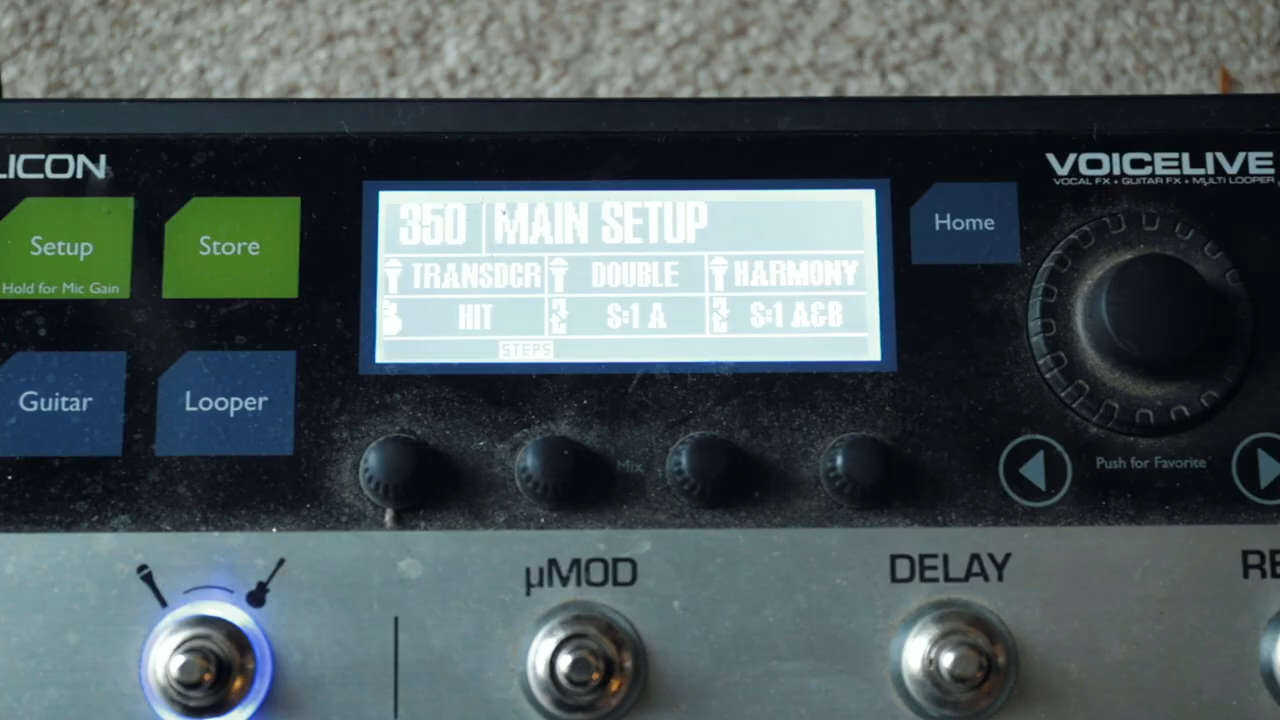 LICON
VOICELIVE
VOCAL FX • GUITAR FX • MULTI LOOPER
Setup
Hold for Mic Gain
Store
350 MAIN SETUP
Home
TRANSDCR DOUBLE HARMONY
HIT S:1 A S:1 A&B
STEPS
Guitar
Looper
Mix
Push for Favorite
µMOD
DELAY
RE